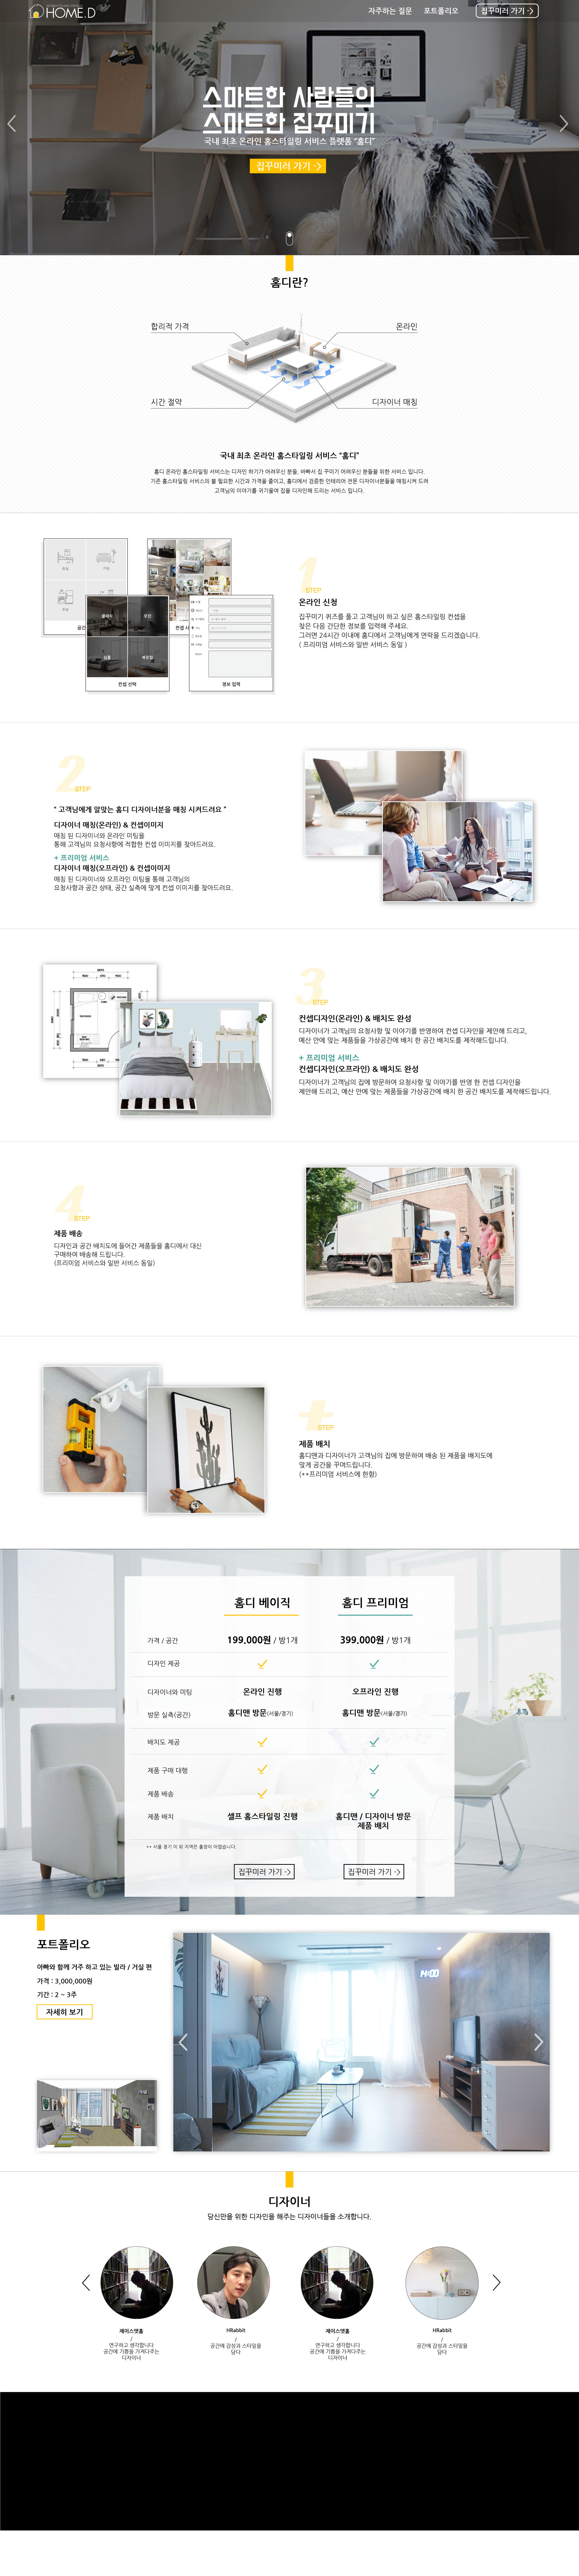 HOME.D
자주하는 질문
포트폴리오
집꾸미러 가기 ->
스마트한 사람들의
스마트한 집꾸미기
국내 최초 온라인 홈스타일링 서비스 플랫폼 "홈디"
집꾸미러 가기 ->
홈디란?
합리적 가격
온라인
시간 절약
디자이너 매칭
국내 최초 온라인 홈스타일링 서비스 "홈디"
홈디 온라인 홈스타일링 서비스는 디자인 하기가 어려우신 분들, 바빠서 집 꾸미기 어려우신 분들을 위한 서비스 입니다.
기존 홈스타일링 서비스의 불 필요한 시간과 가격을 줄이고, 홈디에서 검증한 인테리어 전문 디자이너분들을 매칭시켜 드려
고객님의 이야기를 귀기울여 집을 디자인해 드리는 서비스 입니다.
컨셉 선택
정보 입력
1
STEP
온라인 신청
집꾸미기 퀴즈를 풀고 고객님이 하고 싶은 홈스타일링 컨셉을
찾은 다음 간단한 정보를 입력해 주세요.
그러면 24시간 이내에 홈디에서 고객님에게 연락을 드리겠습니다.
( 프리미엄 서비스와 일반 서비스 동일 )
2
STEP
" 고객님에게 알맞는 홈디 디자이너분을 매칭 시켜드려요 "
디자이너 매칭(온라인) & 컨셉이미지
매칭 된 디자이너와 온라인 미팅을
통해 고객님의 요청사항에 적합한 컨셉 이미지를 찾아드려요.
+ 프리미엄 서비스
디자이너 매칭(오프라인) & 컨셉이미지
매칭 된 디자이너와 오프라인 미팅을 통해 고객님의
요청사항과 공간 상태, 공간 실측에 맞게 컨셉 이미지를 찾아드려요.
3
STEP
컨셉디자인(온라인) & 배치도 완성
디자이너가 고객님의 요청사항 및 이야기를 반영하여 컨셉 디자인을 제안해 드리고,
예산 안에 맞는 제품들을 가상공간에 배치 한 공간 배치도를 제작해드립니다.
+ 프리미엄 서비스
컨셉디자인(오프라인) & 배치도 완성
디자이너가 고객님의 집에 방문하여 요청사항 및 이야기를 반영 한 컨셉 디자인을
제안해 드리고, 예산 안에 맞는 제품들을 가상공간에 배치 한 공간 배치도를 제작해드립니다.
4
STEP
제품 배송
디자인과 공간 배치도에 들어간 제품들을 홈디에서 대신
구매하여 배송해 드립니다.
(프리미엄 서비스와 일반 서비스 동일)
+
STEP
제품 배치
홈디맨과 디자이너가 고객님의 집에 방문하여 배송 된 제품을 배치도에
맞게 공간을 꾸며드립니다.
(**프리미엄 서비스에 한함)
홈디 베이직
홈디 프리미엄
가격 / 공간
199,000원 / 방1개
399,000원 / 방1개
디자인 제공
디자이너와 미팅
온라인 진행
오프라인 진행
방문 실측(공간)
홈디맨 방문(서울/경기)
홈디맨 방문(서울/경기)
배치도 제공
제품 구매 대행
제품 배송
제품 배치
셀프 홈스타일링 진행
홈디맨 / 디자이너 방문
제품 배치
** 서울 경기 이 외 지역은 출장이 어렵습니다.
집꾸미러 가기 ->
집꾸미러 가기 ->
포트폴리오
아빠와 함께 거주 하고 있는 빌라 / 거실 편
가격 : 3,000,000원
기간 : 2 ~ 3주
자세히 보기
14:00
디자이너
당신만을 위한 디자인을 해주는 디자이너들을 소개합니다.
제이스앳홈
/
연구하고 생각합니다
공간에 기쁨을 가져다주는
디자이너
HRabbit
/
공간에 감성과 스타일을
담다
제이스앳홈
/
연구하고 생각합니다
공간에 기쁨을 가져다주는
디자이너
HRabbit
/
공간에 감성과 스타일을
담다